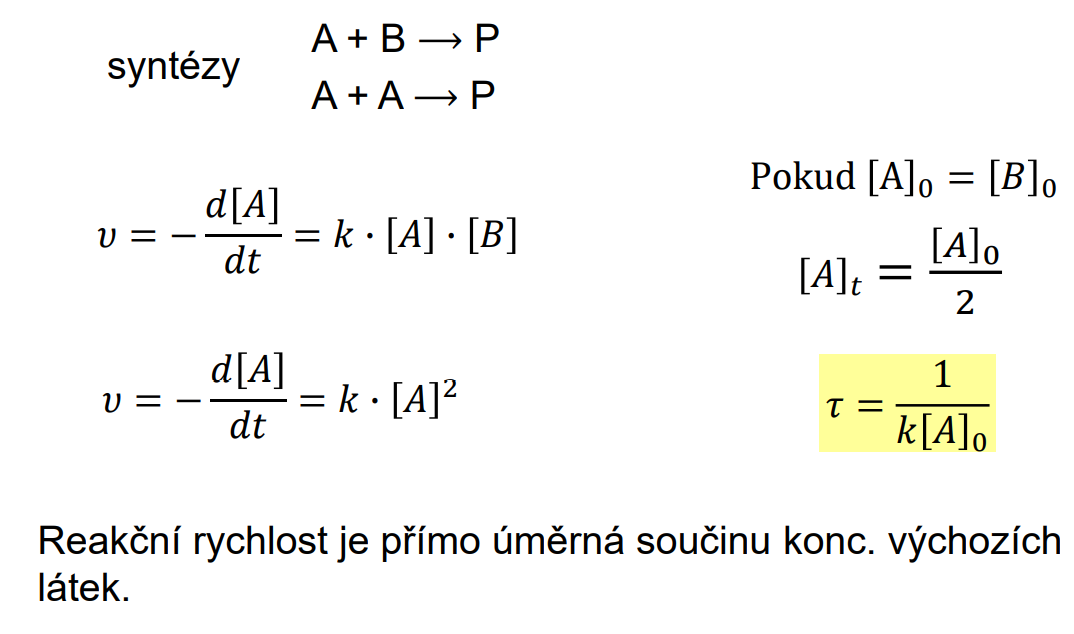 syntézy
A + B ⟶ P
A + A ⟶ P
υ = − d[A]/dt = k · [A] · [B]
υ = − d[A]/dt = k · [A]²
Pokud [A]₀ = [B]₀
[A]ₜ = [A]₀/2
τ = 1/k[A]₀
Reakční rychlost je přímo úměrná součinu konc. výchozích
látek.